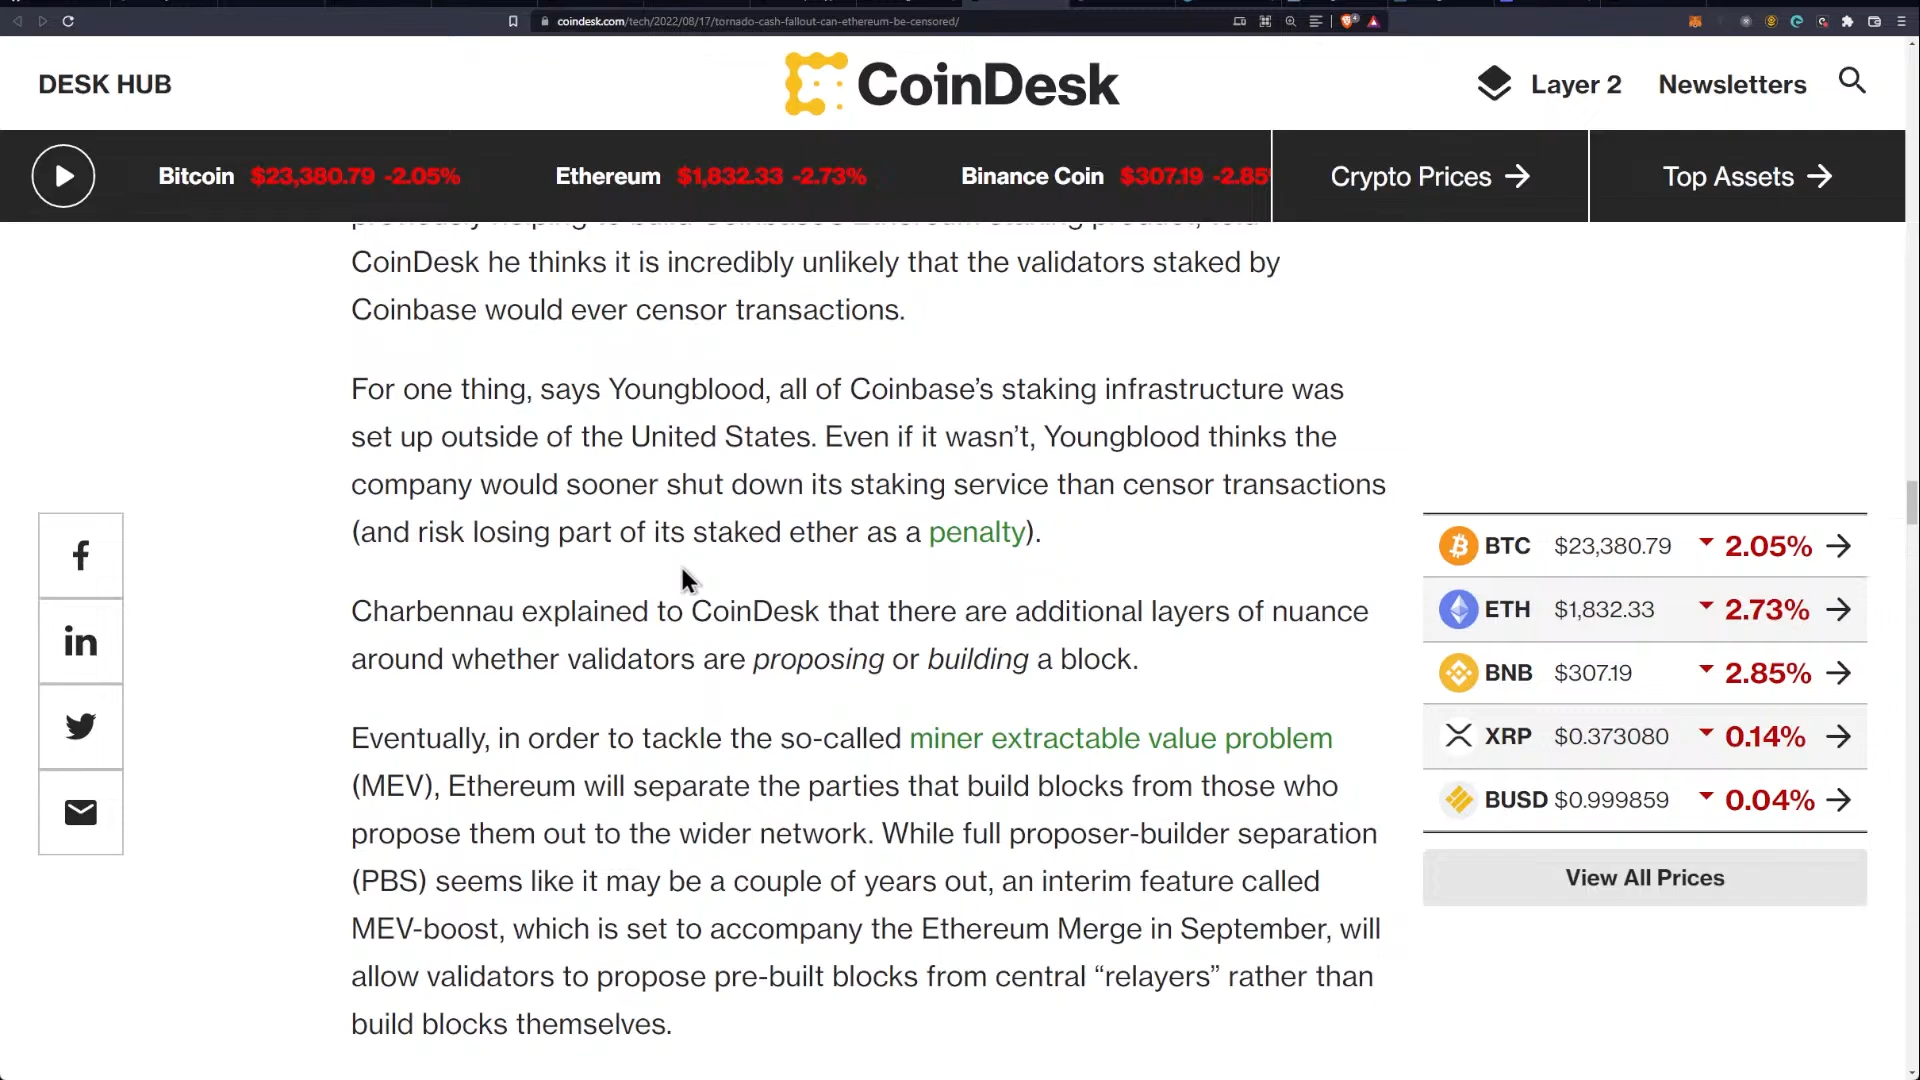 coindesk.com/tech/2022/08/17/tornado-cash-fallout-can-ethereum-be-censored/
DESK HUB
CoinDesk
Layer 2
Newsletters
Bitcoin $23,380.79 -2.05%
Ethereum $1,832.33 -2.73%
Binance Coin $307.19 -2.85
Crypto Prices →
Top Assets →
CoinDesk he thinks it is incredibly unlikely that the validators staked by
Coinbase would ever censor transactions.
For one thing, says Youngblood, all of Coinbase’s staking infrastructure was
set up outside of the United States. Even if it wasn’t, Youngblood thinks the
company would sooner shut down its staking service than censor transactions
(and risk losing part of its staked ether as a penalty).
Charbennau explained to CoinDesk that there are additional layers of nuance
around whether validators are proposing or building a block.
Eventually, in order to tackle the so-called miner extractable value problem
(MEV), Ethereum will separate the parties that build blocks from those who
propose them out to the wider network. While full proposer-builder separation
(PBS) seems like it may be a couple of years out, an interim feature called
MEV-boost, which is set to accompany the Ethereum Merge in September, will
allow validators to propose pre-built blocks from central “relayers” rather than
build blocks themselves.
BTC $23,380.79 2.05% →
ETH $1,832.33 2.73% →
BNB $307.19 2.85% →
XRP $0.373080 0.14% →
BUSD $0.999859 0.04% →
View All Prices